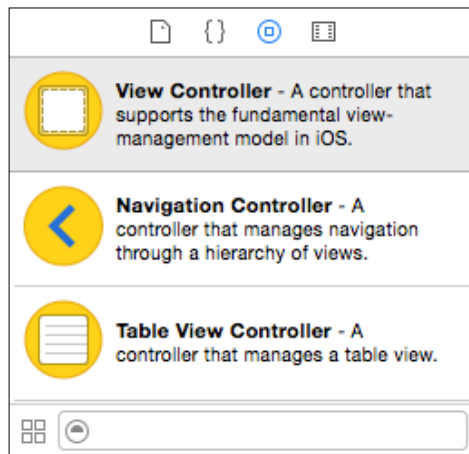 View Controller - A controller that
supports the fundamental view-
management model in iOS.
Navigation Controller - A
controller that manages navigation
through a hierarchy of views.
Table View Controller - A
controller that manages a table view.